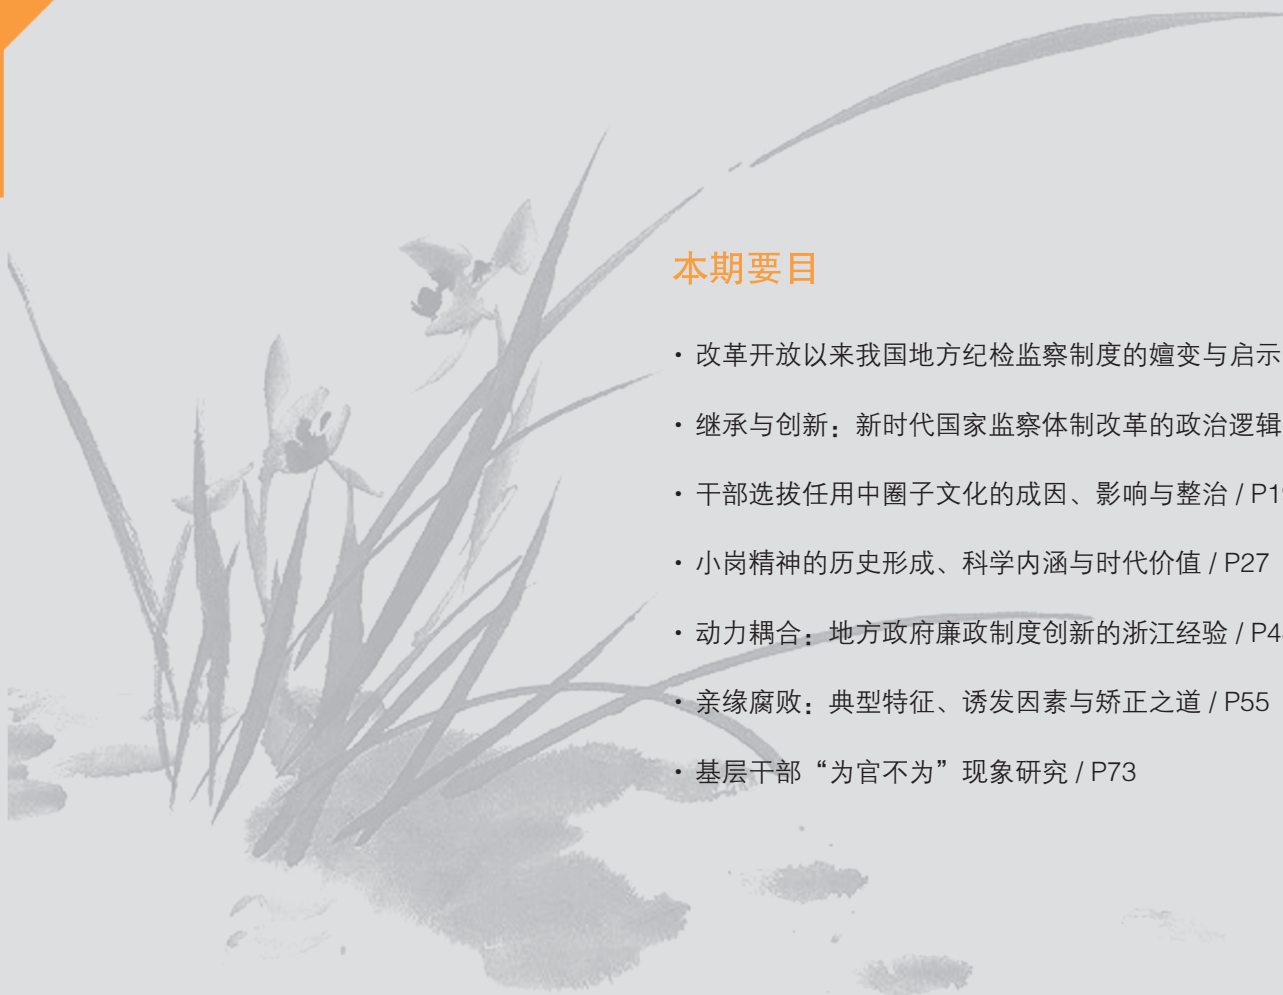 本期要目
· 改革开放以来我国地方纪检监察制度的嬗变与启示
· 继承与创新：新时代国家监察体制改革的政治逻辑
· 干部选拔任用中圈子文化的成因、影响与整治 / P1
· 小岗精神的历史形成、科学内涵与时代价值 / P27
· 动力耦合：地方政府廉政制度创新的浙江经验 / P4
· 亲缘腐败：典型特征、诱发因素与矫正之道 / P55
· 基层干部“为官不为”现象研究 / P73